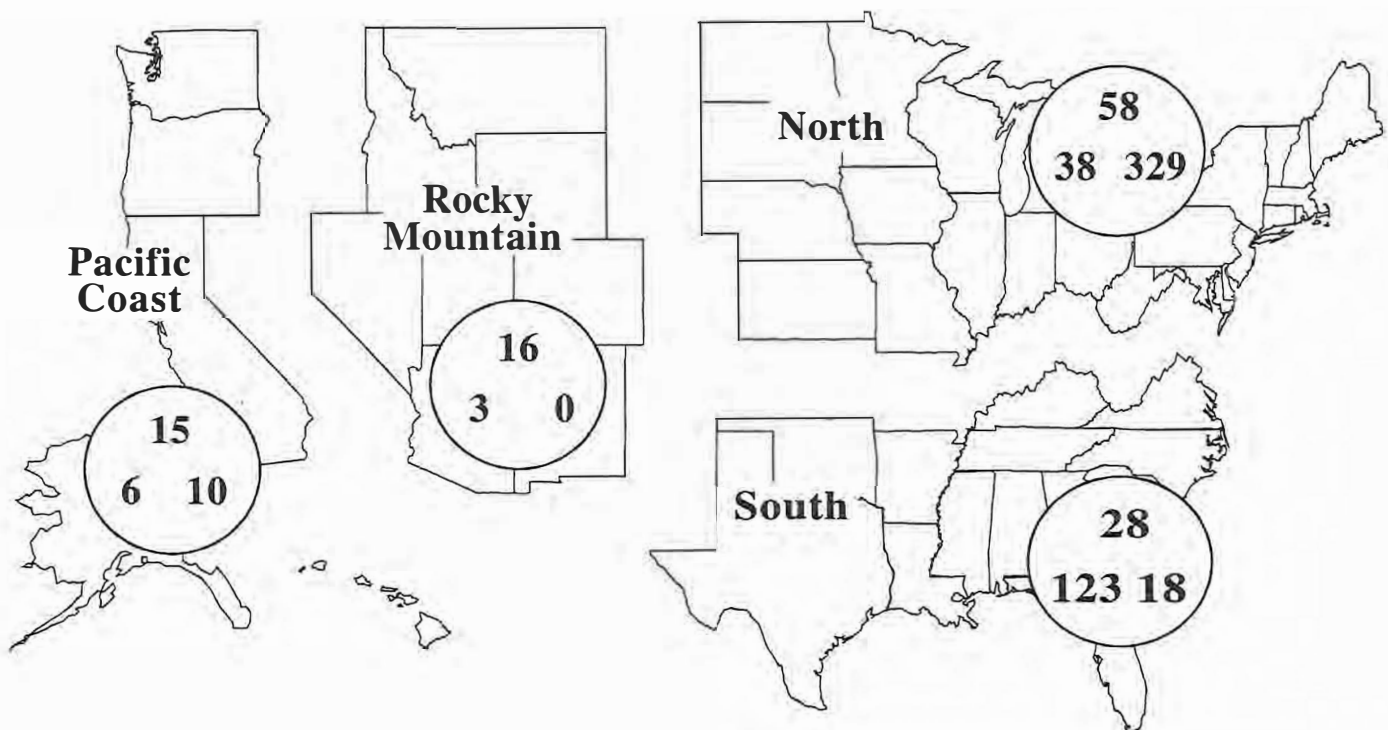 Pacific
Coast
15
6 10
Rocky
Mountain
16
3 0
North
58
38 329
South
28
123 18